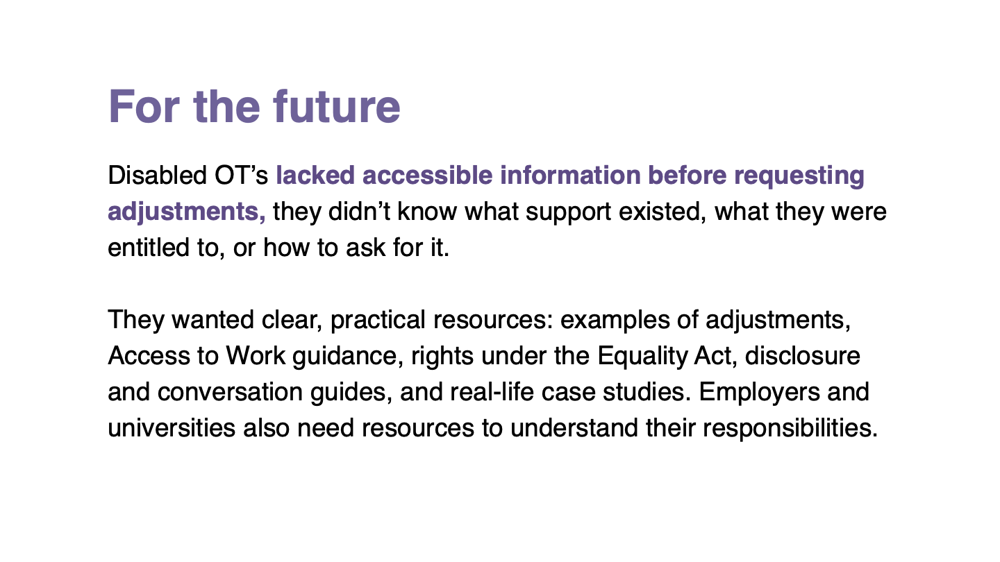 For the future
Disabled OT’s lacked accessible information before requesting
adjustments, they didn’t know what support existed, what they were
entitled to, or how to ask for it.
They wanted clear, practical resources: examples of adjustments,
Access to Work guidance, rights under the Equality Act, disclosure
and conversation guides, and real-life case studies. Employers and
universities also need resources to understand their responsibilities.